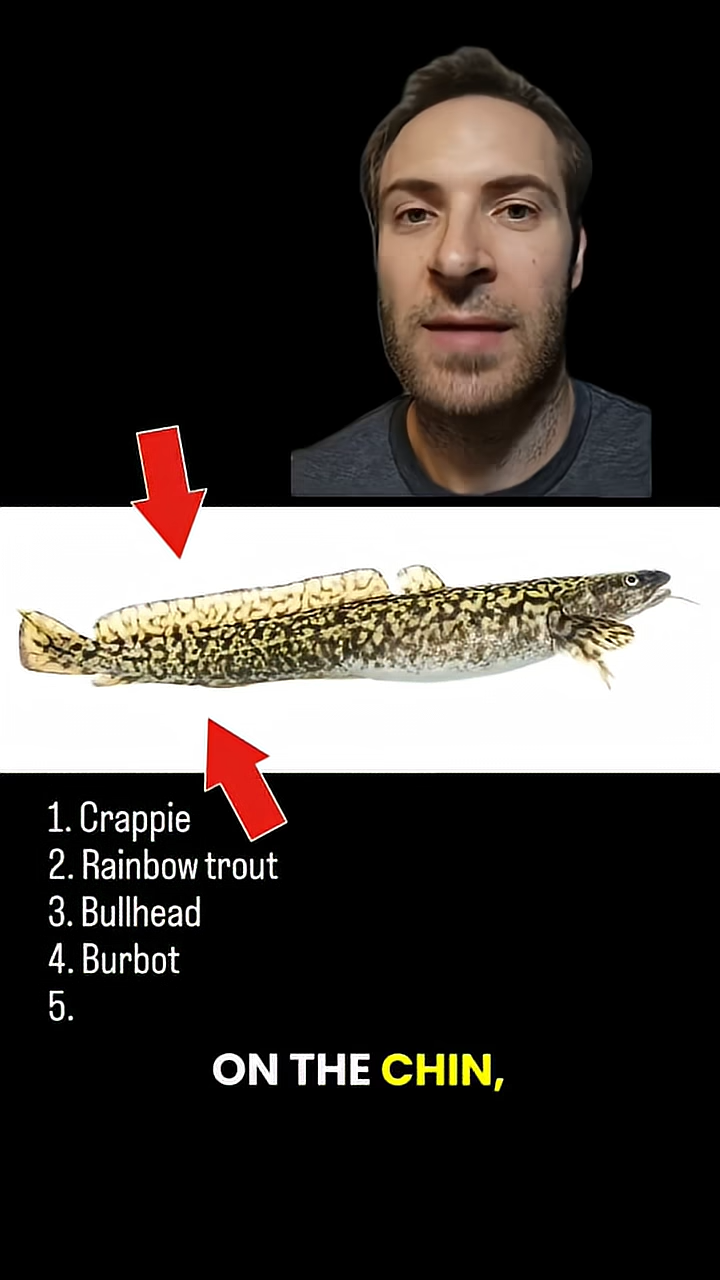 1. Crappie
2. Rainbow trout
3. Bullhead
4. Burbot
5.
ON THE CHIN,